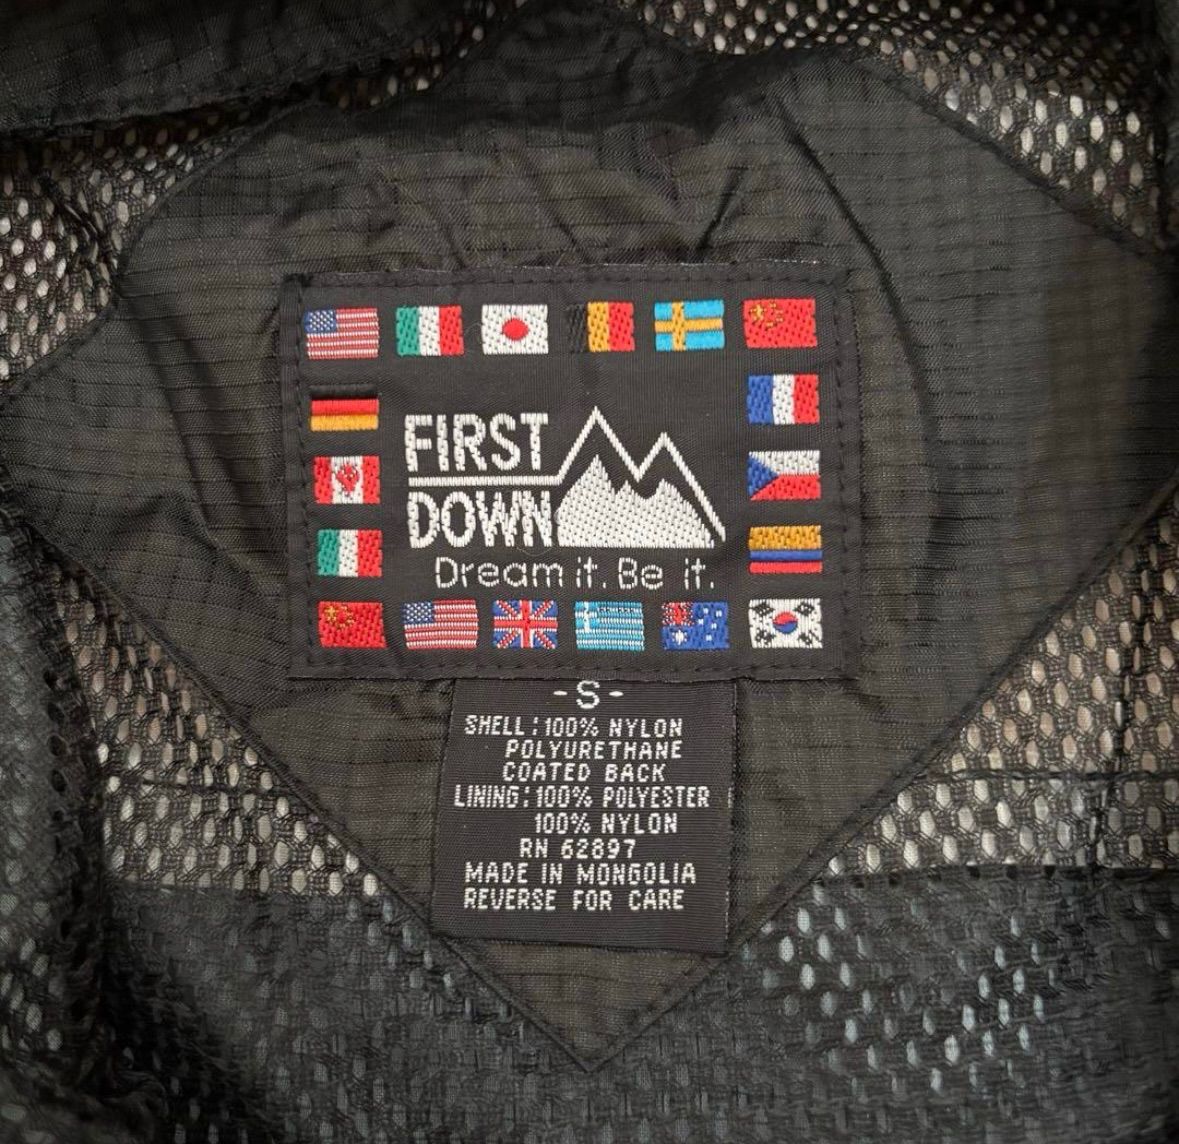 FIRST
DOWN
Dream it. Be it.
-S-
SHELL:100% NYLON
POLYURETHANE
COATED BACK
LINING:100% POLYESTER
100% NYLON
RN 62897
MADE IN MONGOLIA
REVERSE FOR CARE